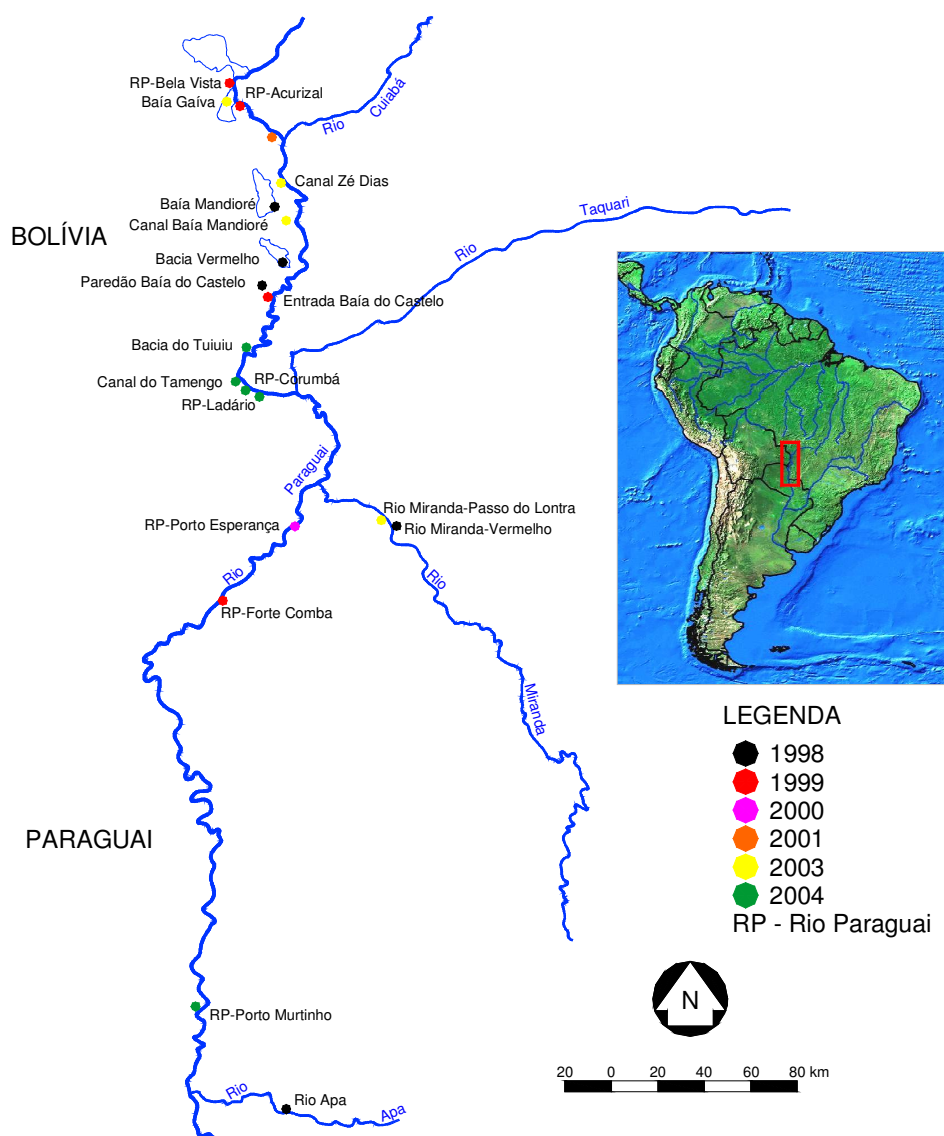 RP-Bela Vista
RP-Acurizal
Baía Gaíva
Rio
Cuiabá
Canal Zé Dias
Baía Mandioré
Canal Baía Mandioré
Rio
Taquari
BOLÍVIA
Bacia Vermelho
Paredão Baía do Castelo
Entrada Baía do Castelo
Bacia do Tuiuiu
Canal do Tamengo
RP-Corumbá
RP-Ladário
Paraguai
Rio Miranda-Passo do Lontra
RP-Porto Esperança
Rio Miranda-Vermelho
Rio
Rio
RP-Forte Comba
Miranda
LEGENDA
1998
1999
2000
2001
2003
2004
RP - Rio Paraguai
PARAGUAI
N
RP-Porto Murtinho
20 0 20 40 60 80 km
Rio
Rio Apa
Apa